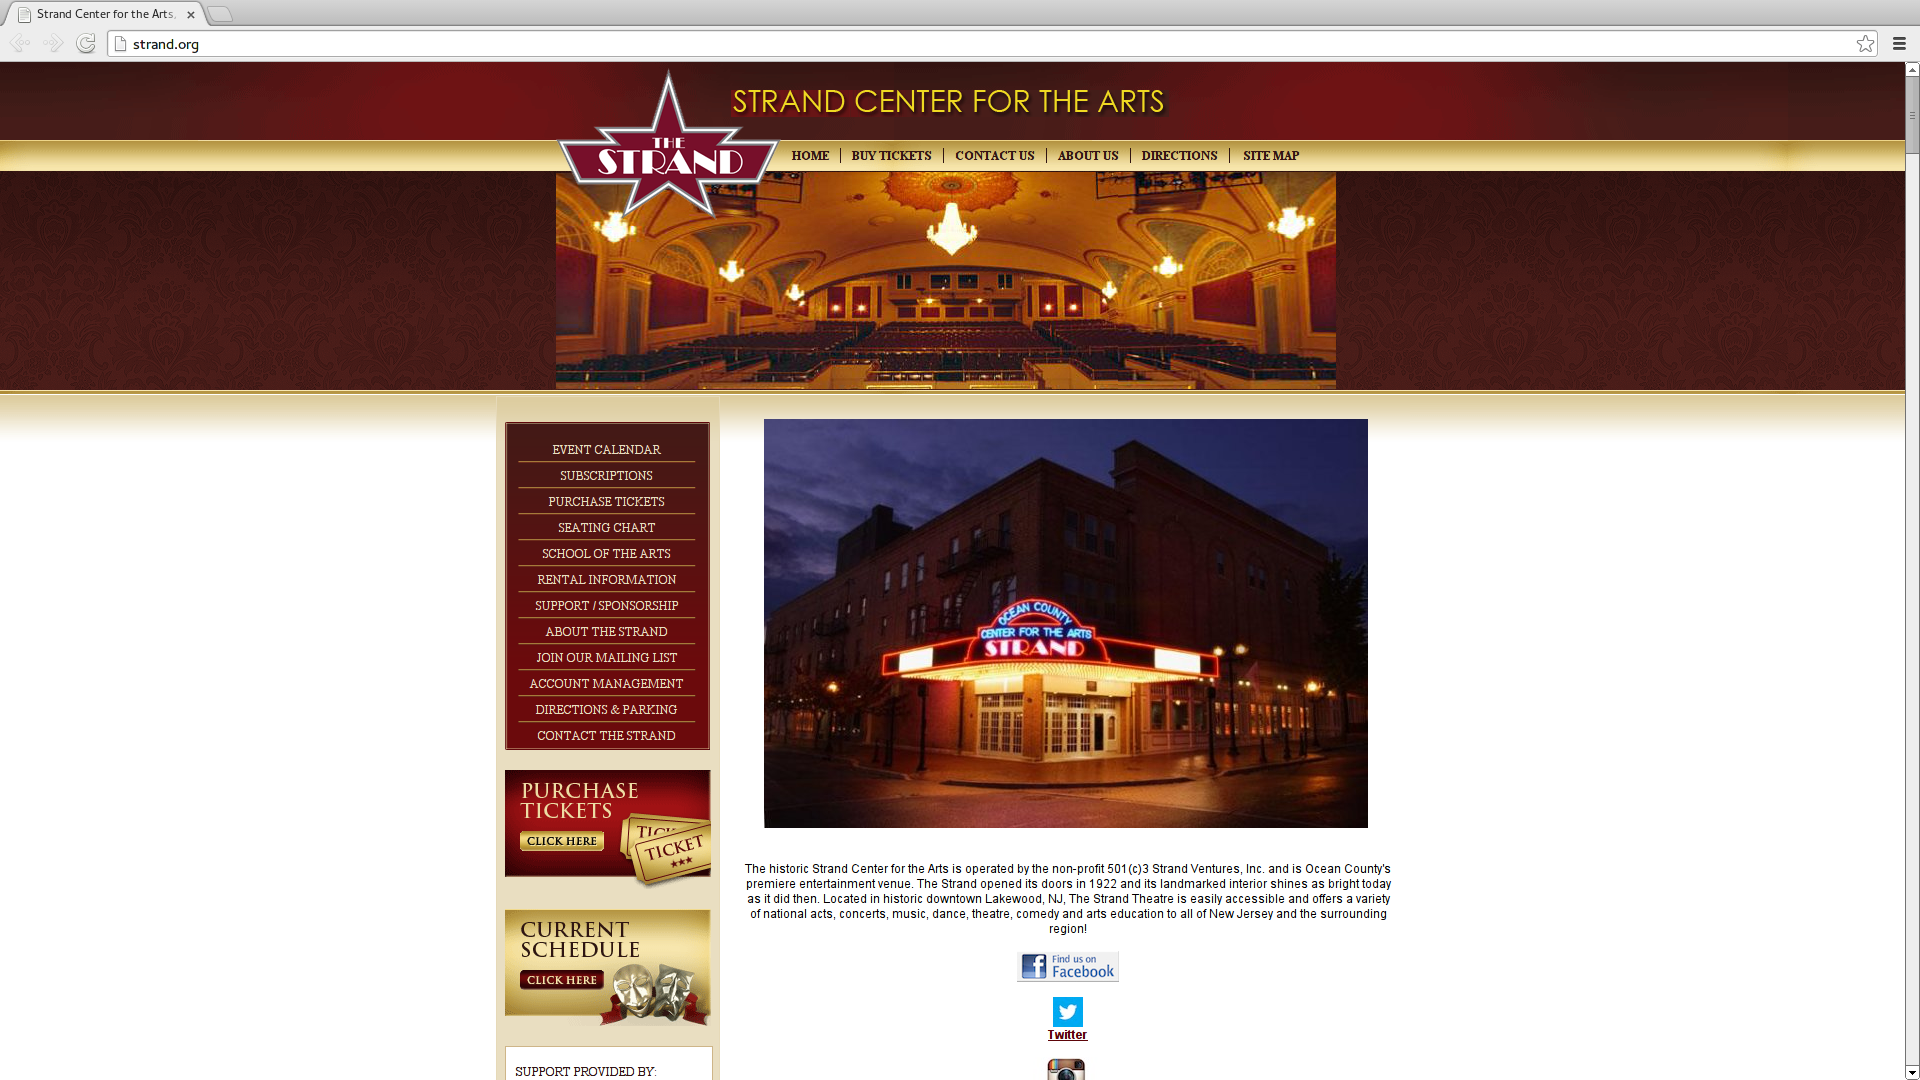 Strand Center for the Arts,
strand.org
STRAND CENTER FOR THE ARTS
THE
STRAND
HOME
BUY TICKETS
CONTACT US
ABOUT US
DIRECTIONS
SITE MAP
EVENT CALENDAR
SUBSCRIPTIONS
PURCHASE TICKETS
SEATING CHART
SCHOOL OF THE ARTS
RENTAL INFORMATION
SUPPORT / SPONSORSHIP
ABOUT THE STRAND
JOIN OUR MAILING LIST
ACCOUNT MANAGEMENT
DIRECTIONS & PARKING
CONTACT THE STRAND
PURCHASE
TICKETS
CLICK HERE
TICKET
CURRENT
SCHEDULE
CLICK HERE
SUPPORT PROVIDED BY:
OCEAN COUNTY
CENTER FOR THE ARTS
STRAND
The historic Strand Center for the Arts is operated by the non-profit 501(c)3 Strand Ventures, Inc. and is Ocean County's
premiere entertainment venue. The Strand opened its doors in 1922 and its landmarked interior shines as bright today
as it did then. Located in historic downtown Lakewood, NJ, The Strand Theatre is easily accessible and offers a variety
of national acts, concerts, music, dance, theatre, comedy and arts education to all of New Jersey and the surrounding
region!
Find us on
Facebook
Twitter